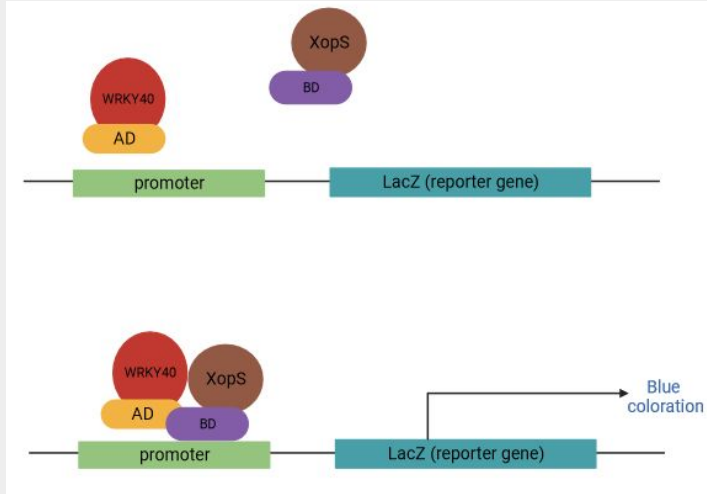 XopS
BD
WRKY40
AD
promoter
LacZ (reporter gene)
WRKY40
XopS
AD
BD
Blue
coloration
promoter
LacZ (reporter gene)